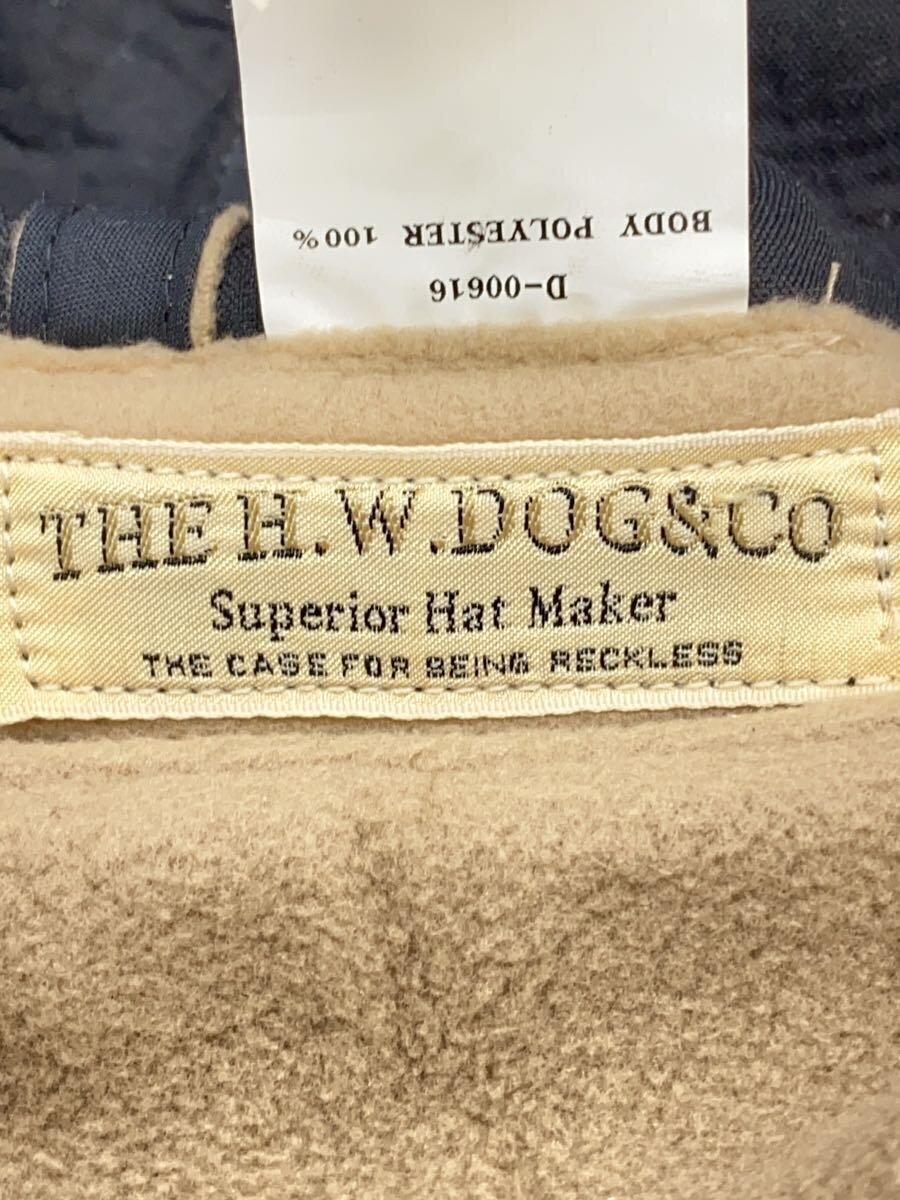 BODY POLYESTER 100%
D-00616
THE H.W.DOG&CO
Superior Hat Maker
THE CASE FOR BEING RECKLESS